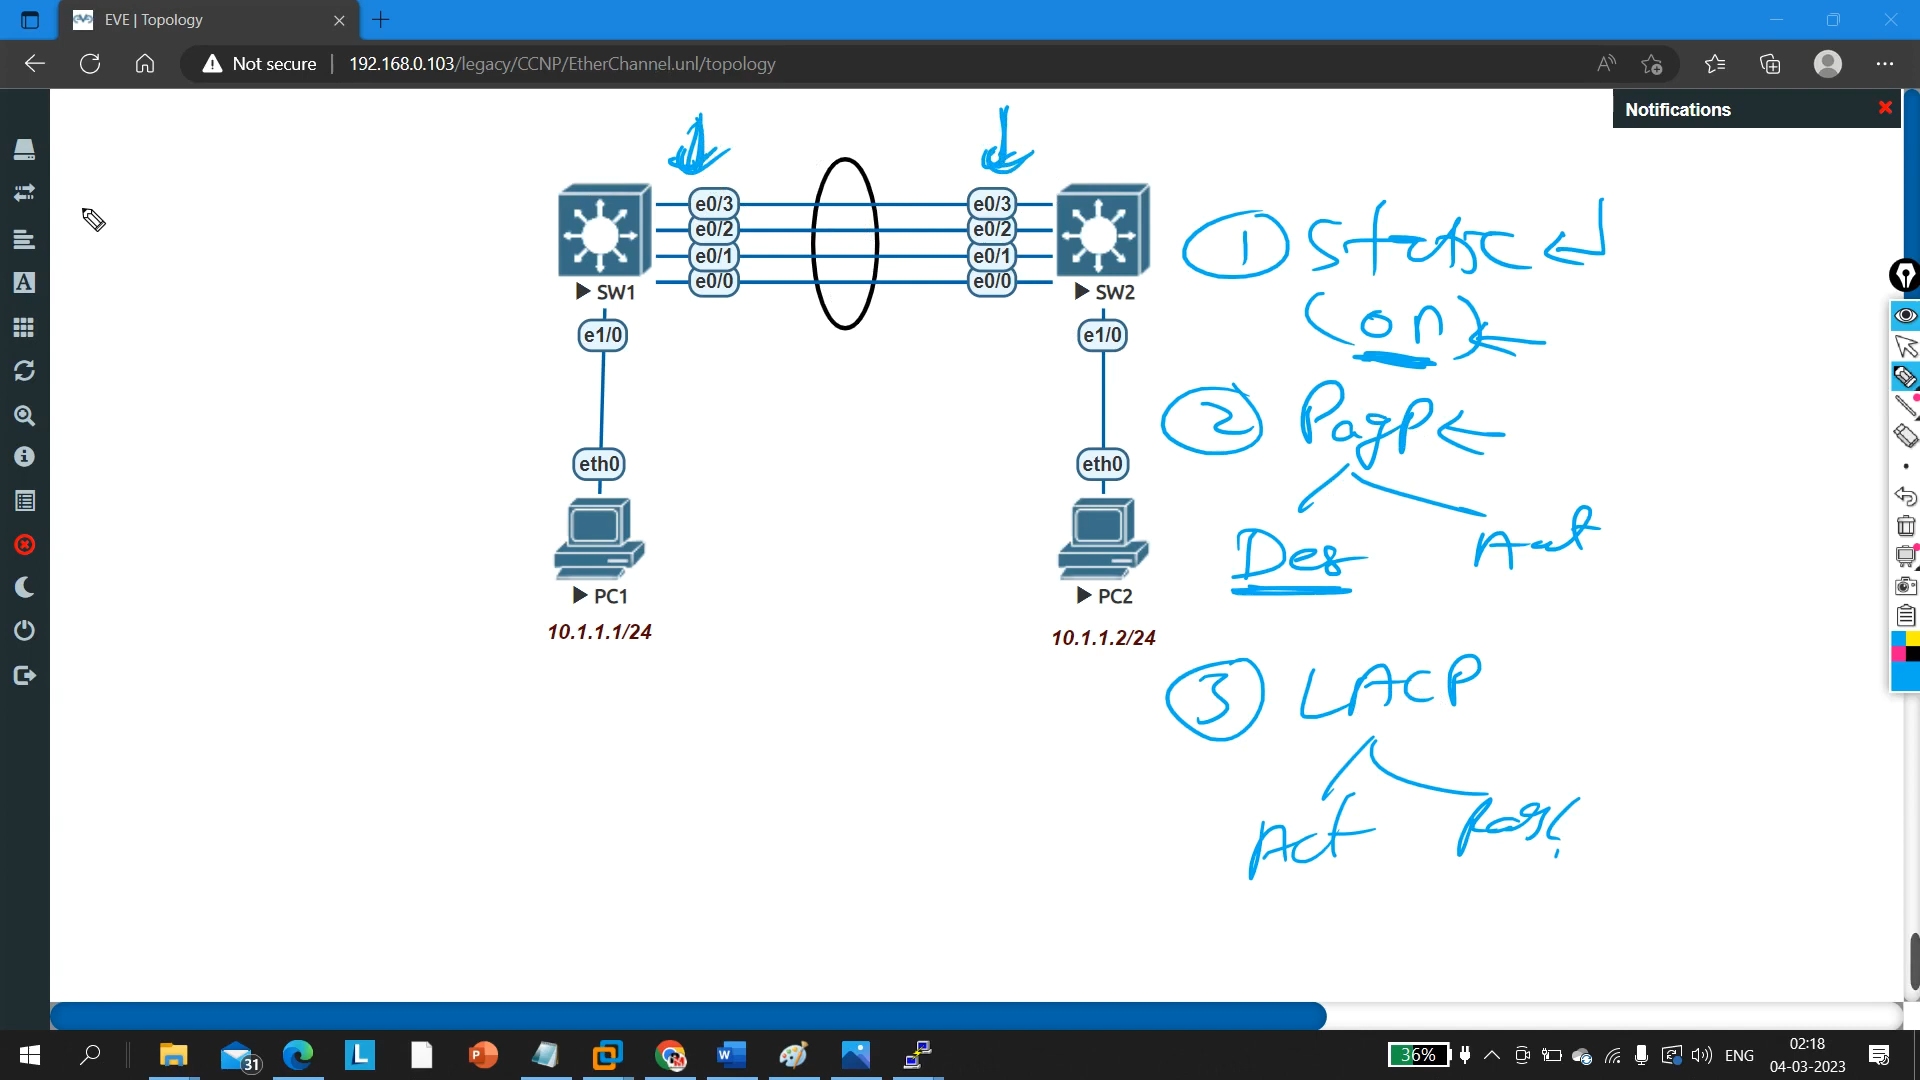 EVE | Topology
Not secure
192.168.0.103/legacy/CCNP/EtherChannel.unl/topology
Notifications
e0/3 e0/3
e0/2 e0/2
e0/1 e0/1
e0/0 e0/0
SW1 SW2
e1/0 e1/0
eth0 eth0
PC1 PC2
10.1.1.1/24 10.1.1.2/24
1 Static
(on)
2 PagP
Des Aut
3 LACP
Act Pass
31
36%
ENG
02:18
04-03-2023